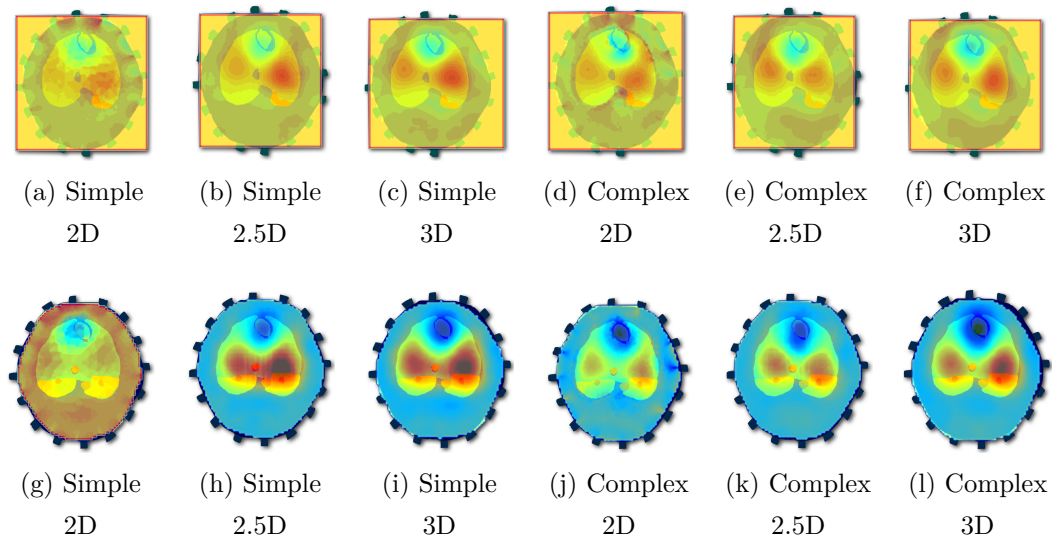 (a) Simple (b) Simple (c) Simple (d) Complex (e) Complex (f) Complex
2D 2.5D 3D 2D 2.5D 3D
(g) Simple (h) Simple (i) Simple (j) Complex (k) Complex (l) Complex
2D 2.5D 3D 2D 2.5D 3D